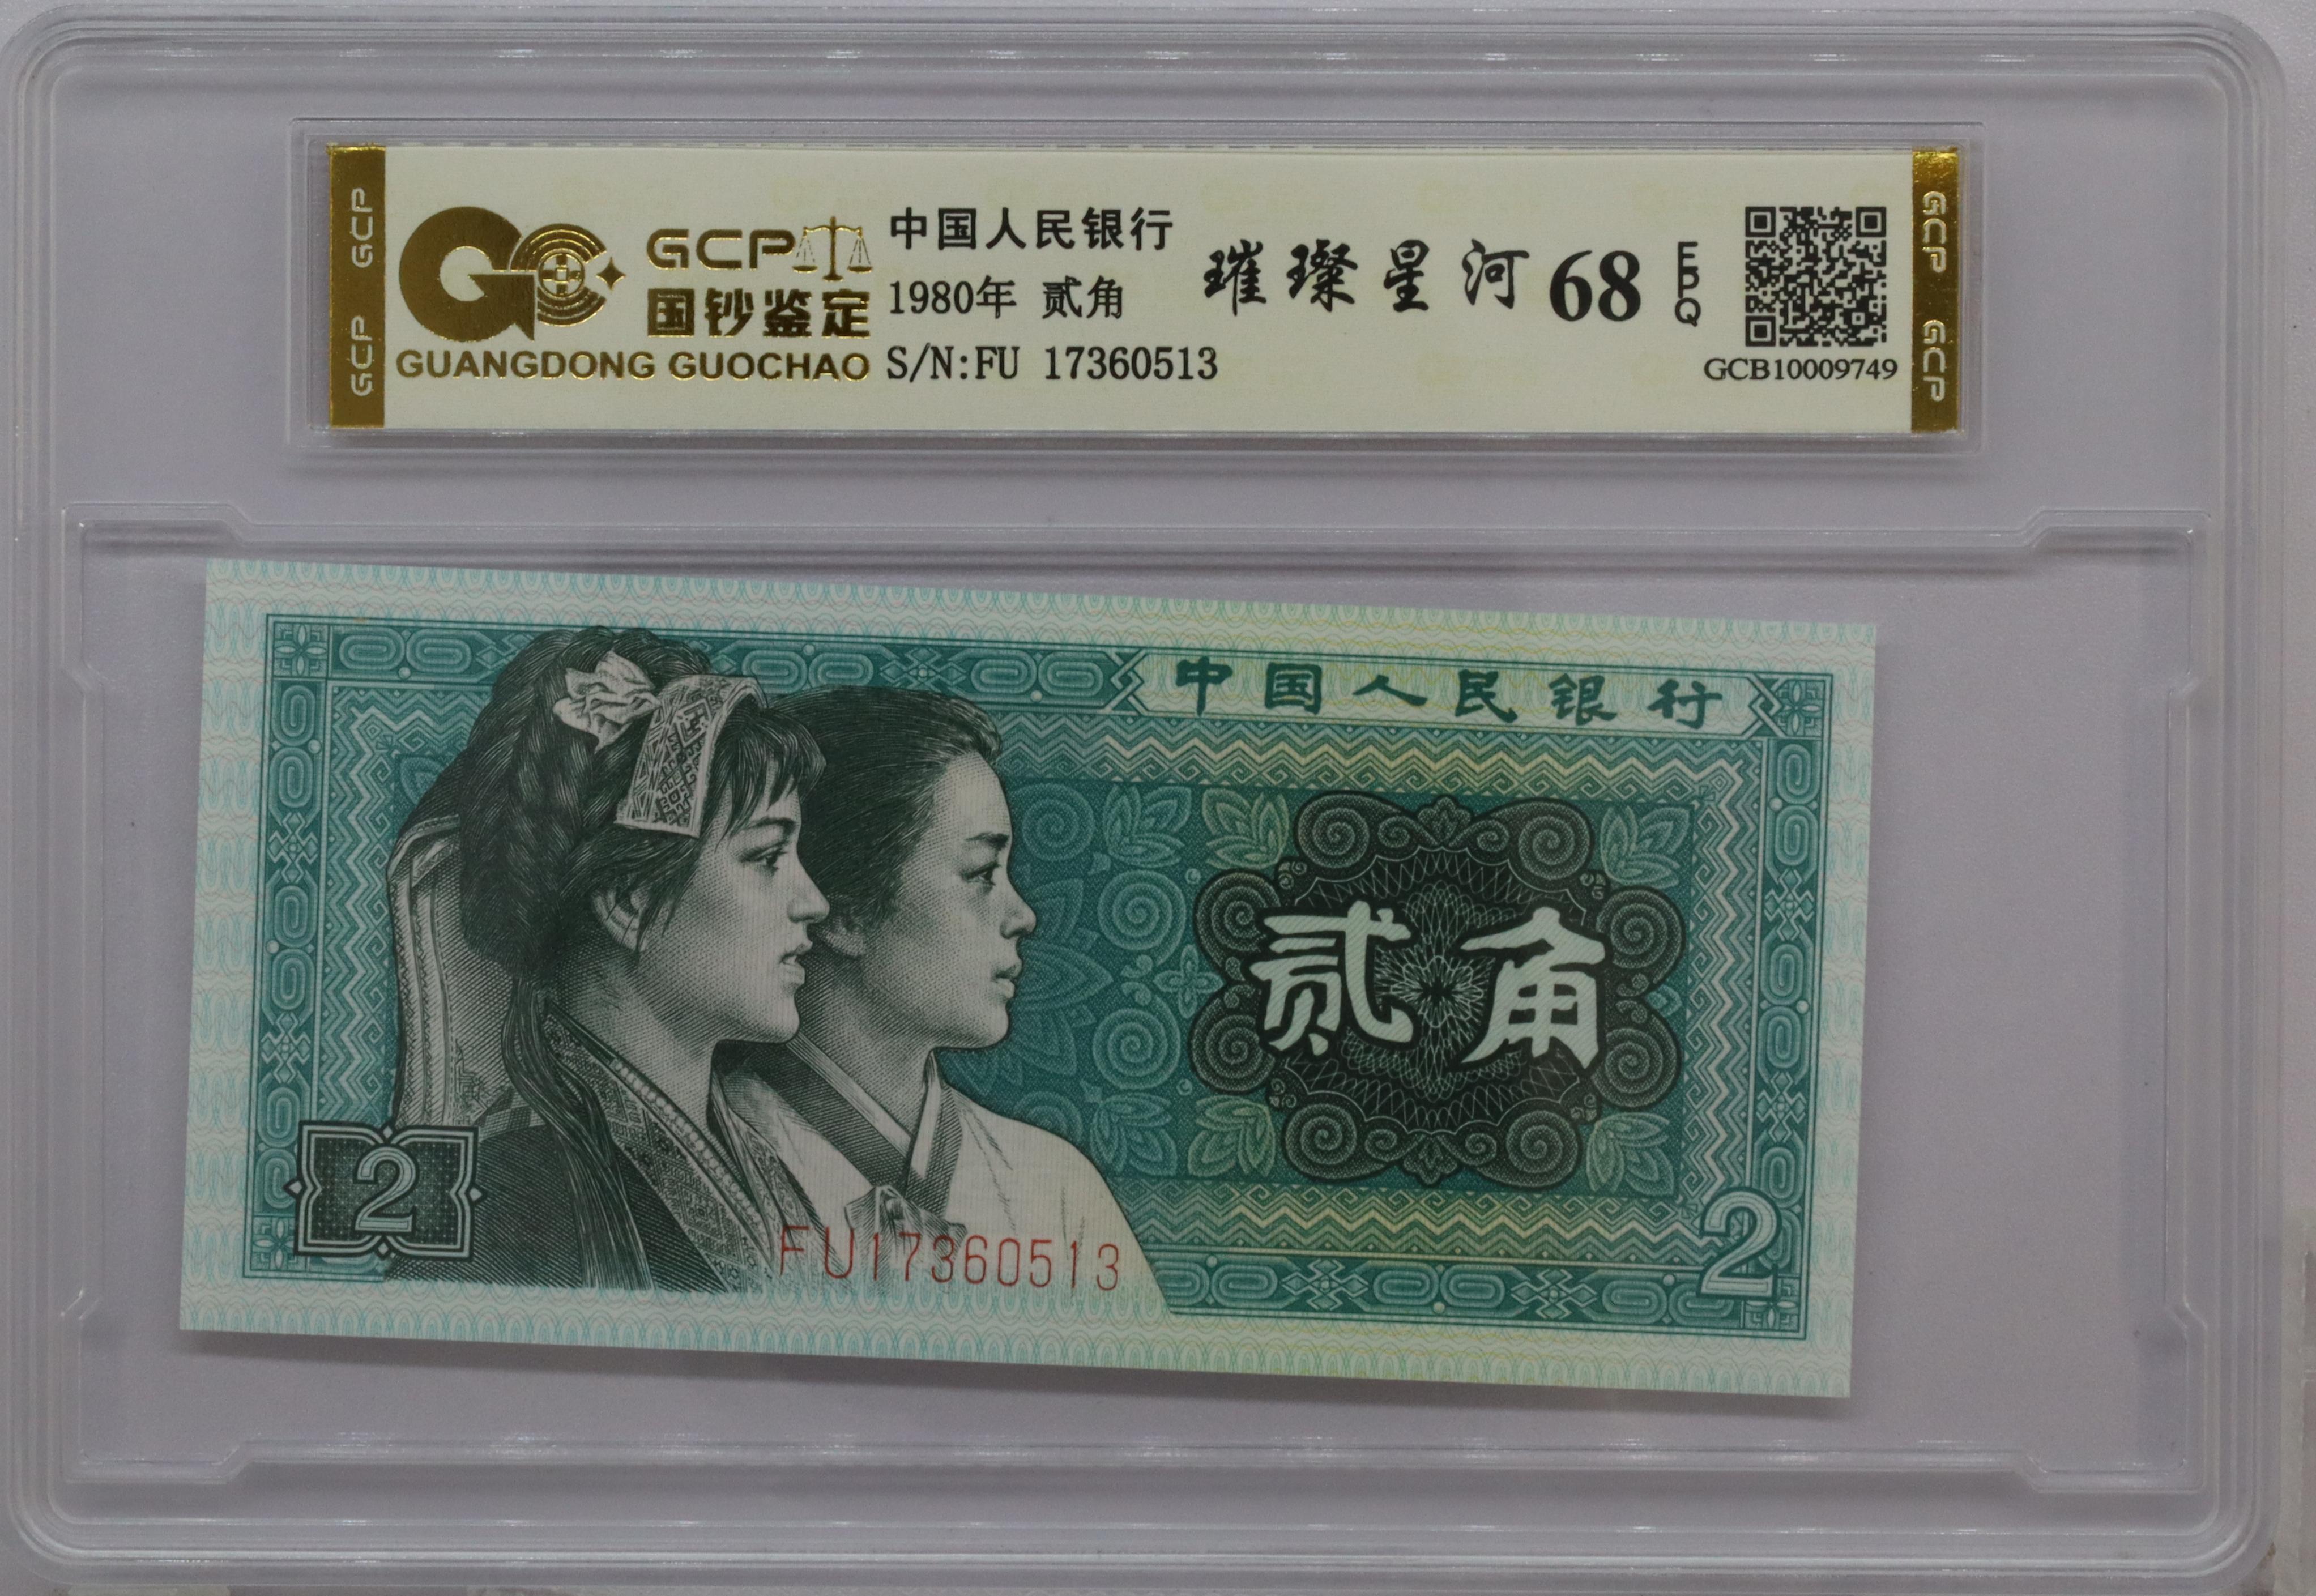 GCP GCP
GCP
国钞鉴定
GUANGDONG GUOCHAO
中国人民银行
1980年 贰角
S/N:FU 17360513
璀璨星河 68 EPQ
GCB10009749
GCP GCP
中国人民银行
贰角
2
FU17360513
2